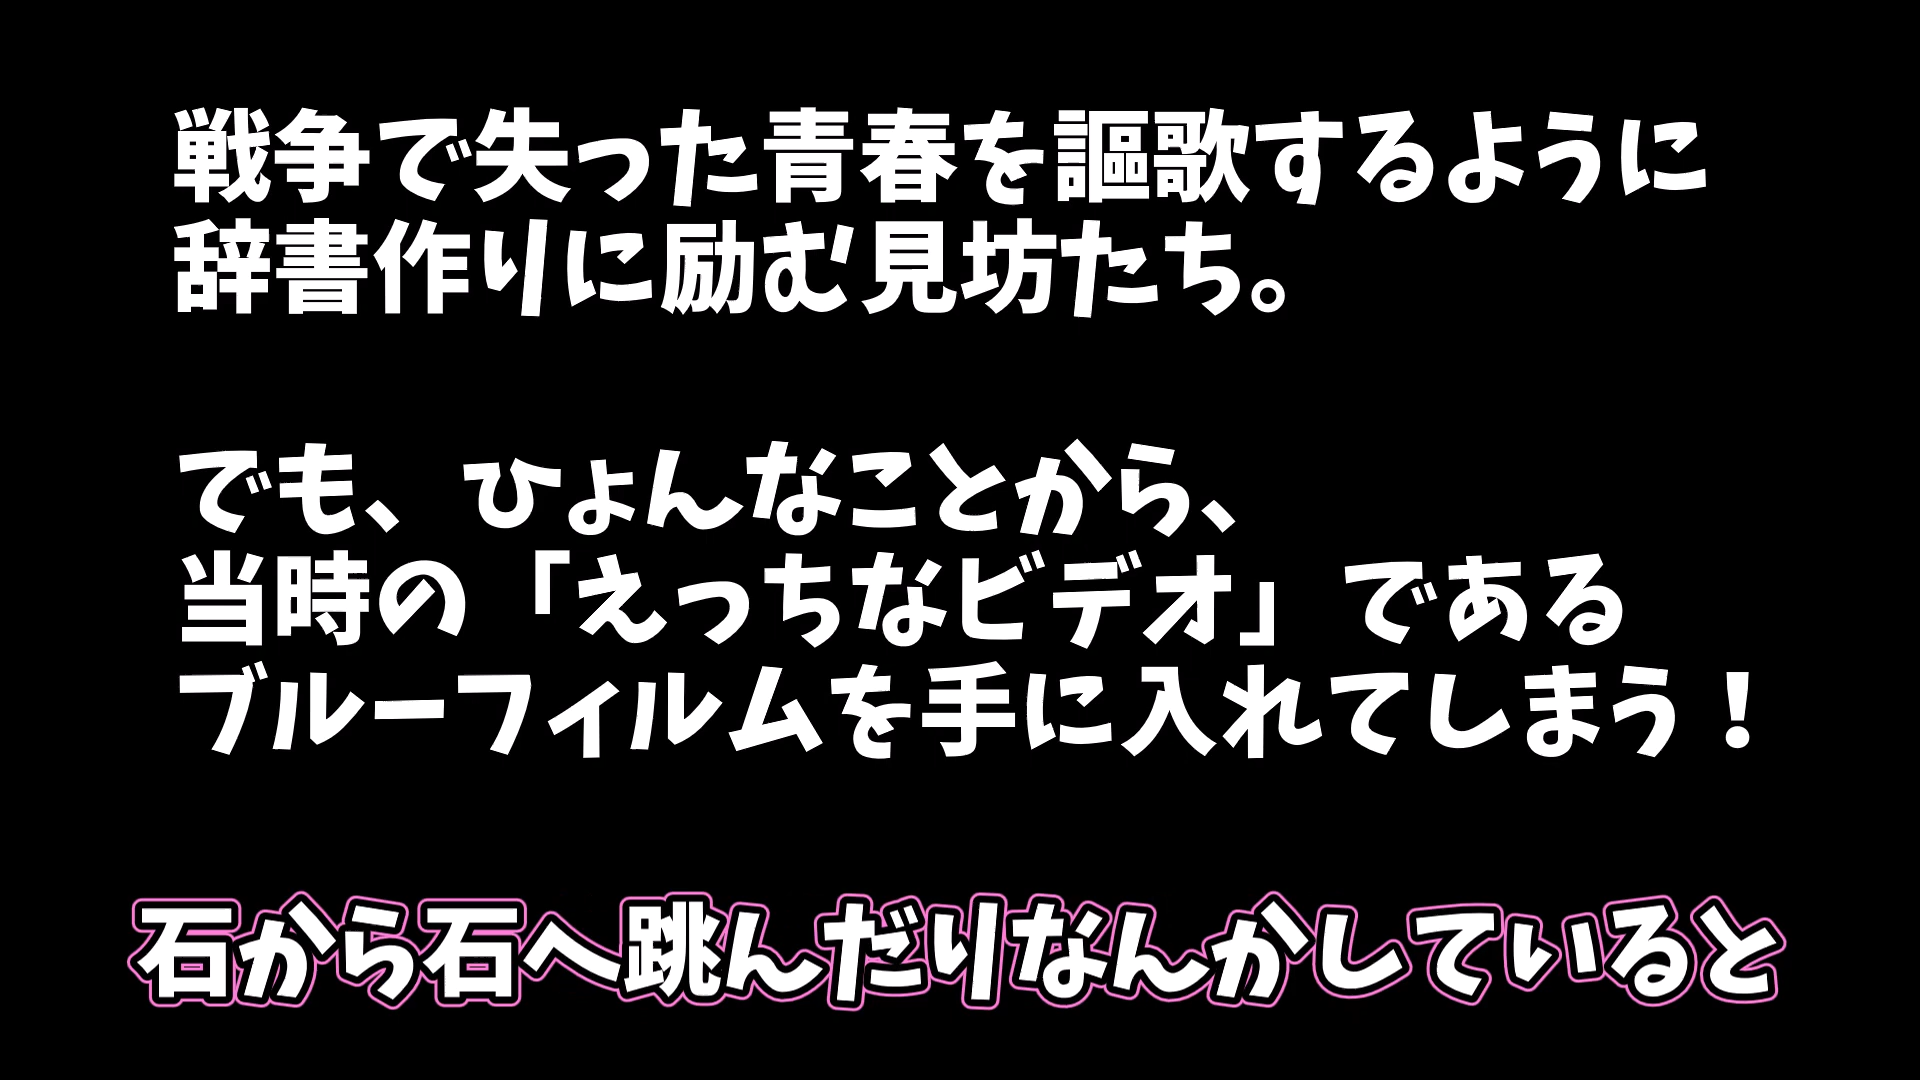 戦争で失った青春を謳歌するように
辞書作りに励む見坊たち。
でも、ひょんなことから、
当時の「えっちなビデオ」である
ブルーフィルムを手に入れてしまう！
石から石へ跳んだりなんかしていると